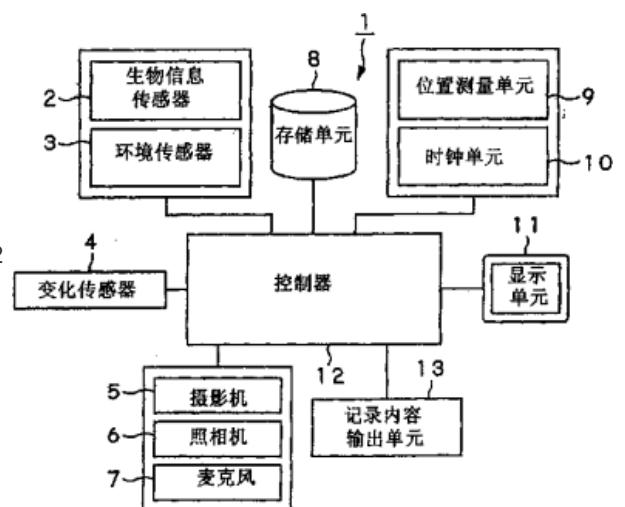 1
8
生物信息
传感器
2
环境传感器
3
存储单元
位置测量单元
9
时钟单元
10
4
变化传感器
控制器
12
11
显示
单元
5
摄影机
6
照相机
7
麦克风
13
记录内容
输出单元
2